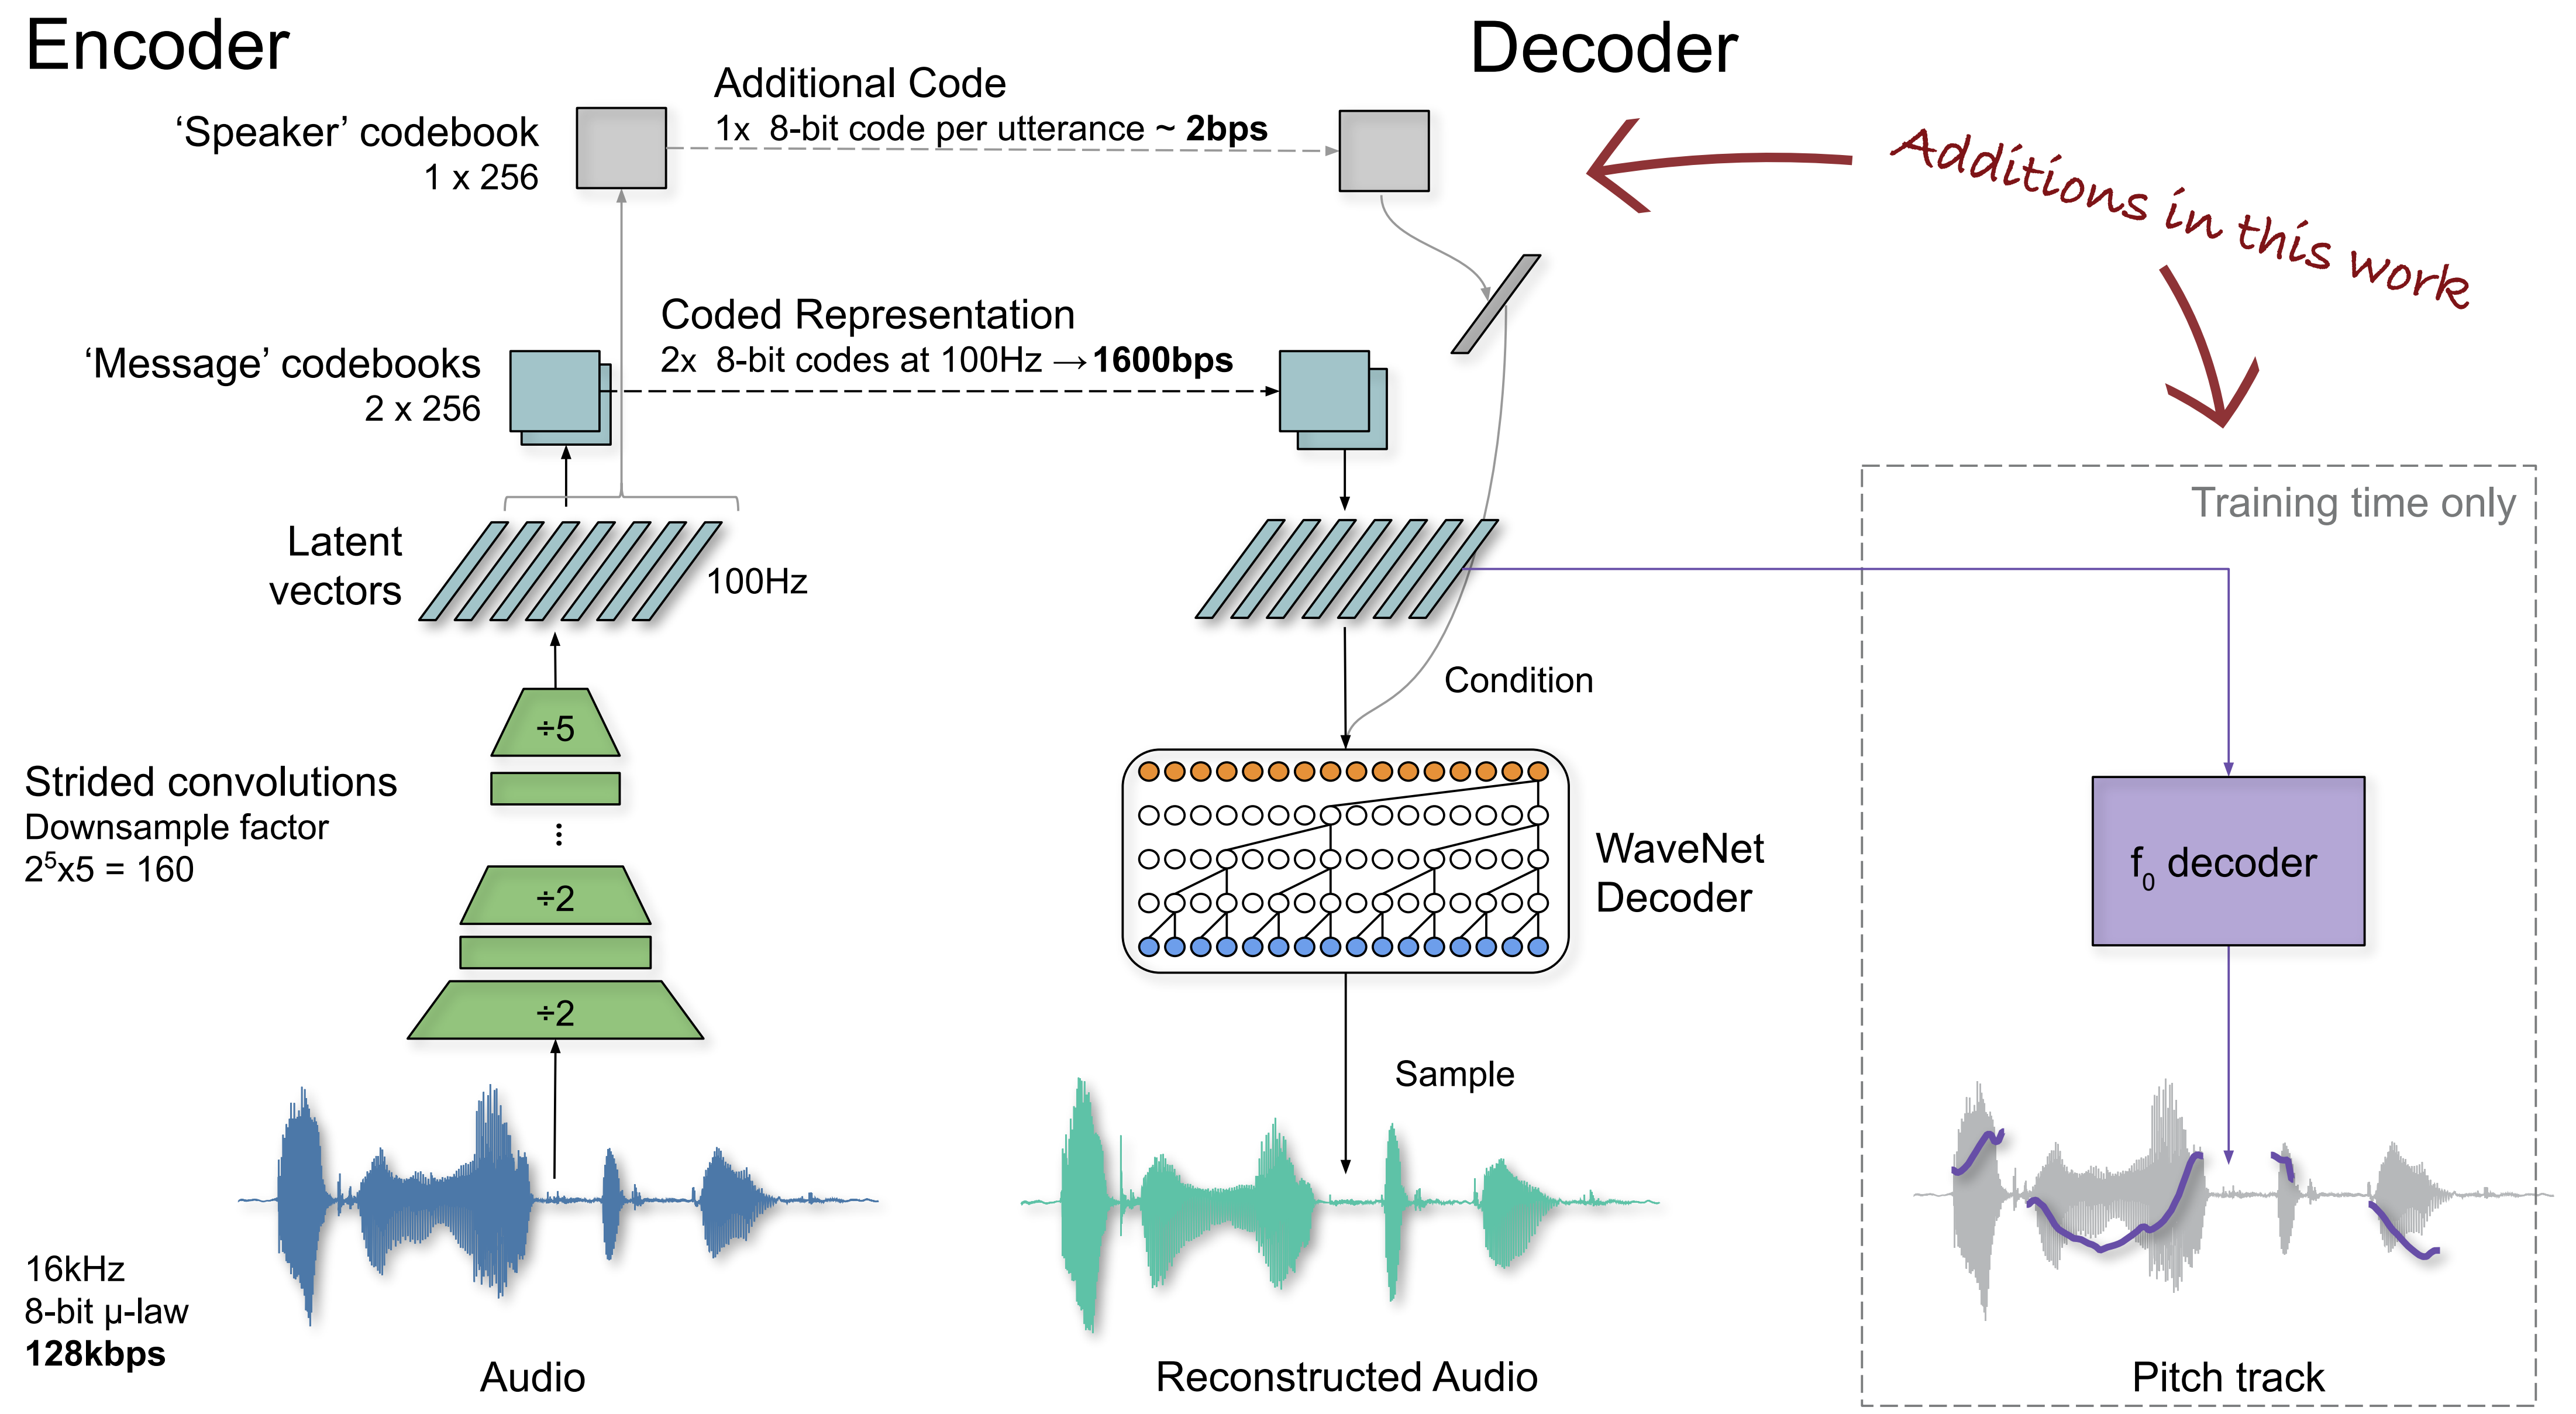 Encoder
Decoder
Additional Code
1x 8-bit code per utterance ~ 2bps
‘Speaker’ codebook
1 x 256
Additions in this work
Coded Representation
2x 8-bit codes at 100Hz → 1600bps
‘Message’ codebooks
2 x 256
Training time only
Latent
vectors
100Hz
Condition
÷5
Strided convolutions
Downsample factor
2⁵x5 = 160
÷2
÷2
WaveNet
Decoder
f₀ decoder
Sample
16kHz
8-bit µ-law
128kbps
Audio
Reconstructed Audio
Pitch track